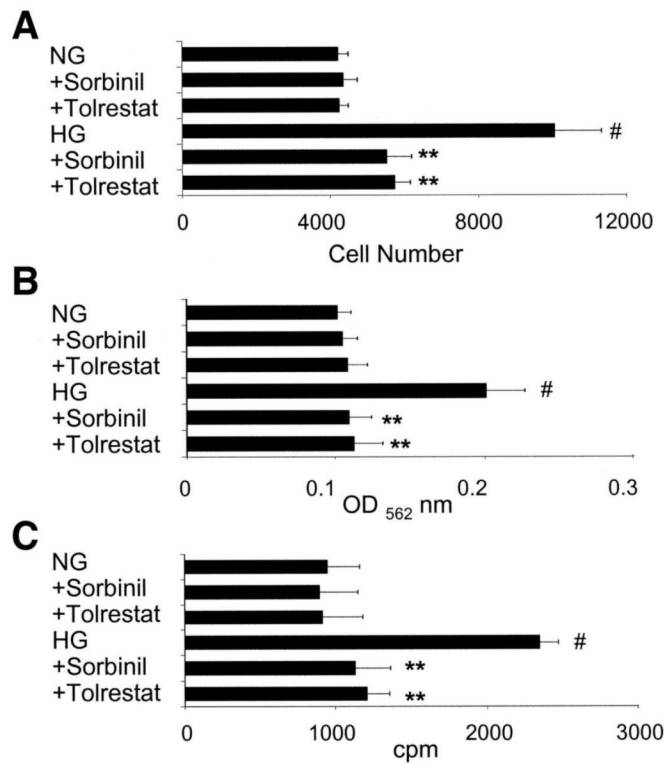 A
NG
+Sorbinil
+Tolrestat
HG #
+Sorbinil **
+Tolrestat **
0 4000 8000 12000
Cell Number
B
NG
+Sorbinil
+Tolrestat
HG #
+Sorbinil **
+Tolrestat **
0 0.1 0.2 0.3
OD 562 nm
C
NG
+Sorbinil
+Tolrestat
HG #
+Sorbinil **
+Tolrestat **
0 1000 2000 3000
cpm